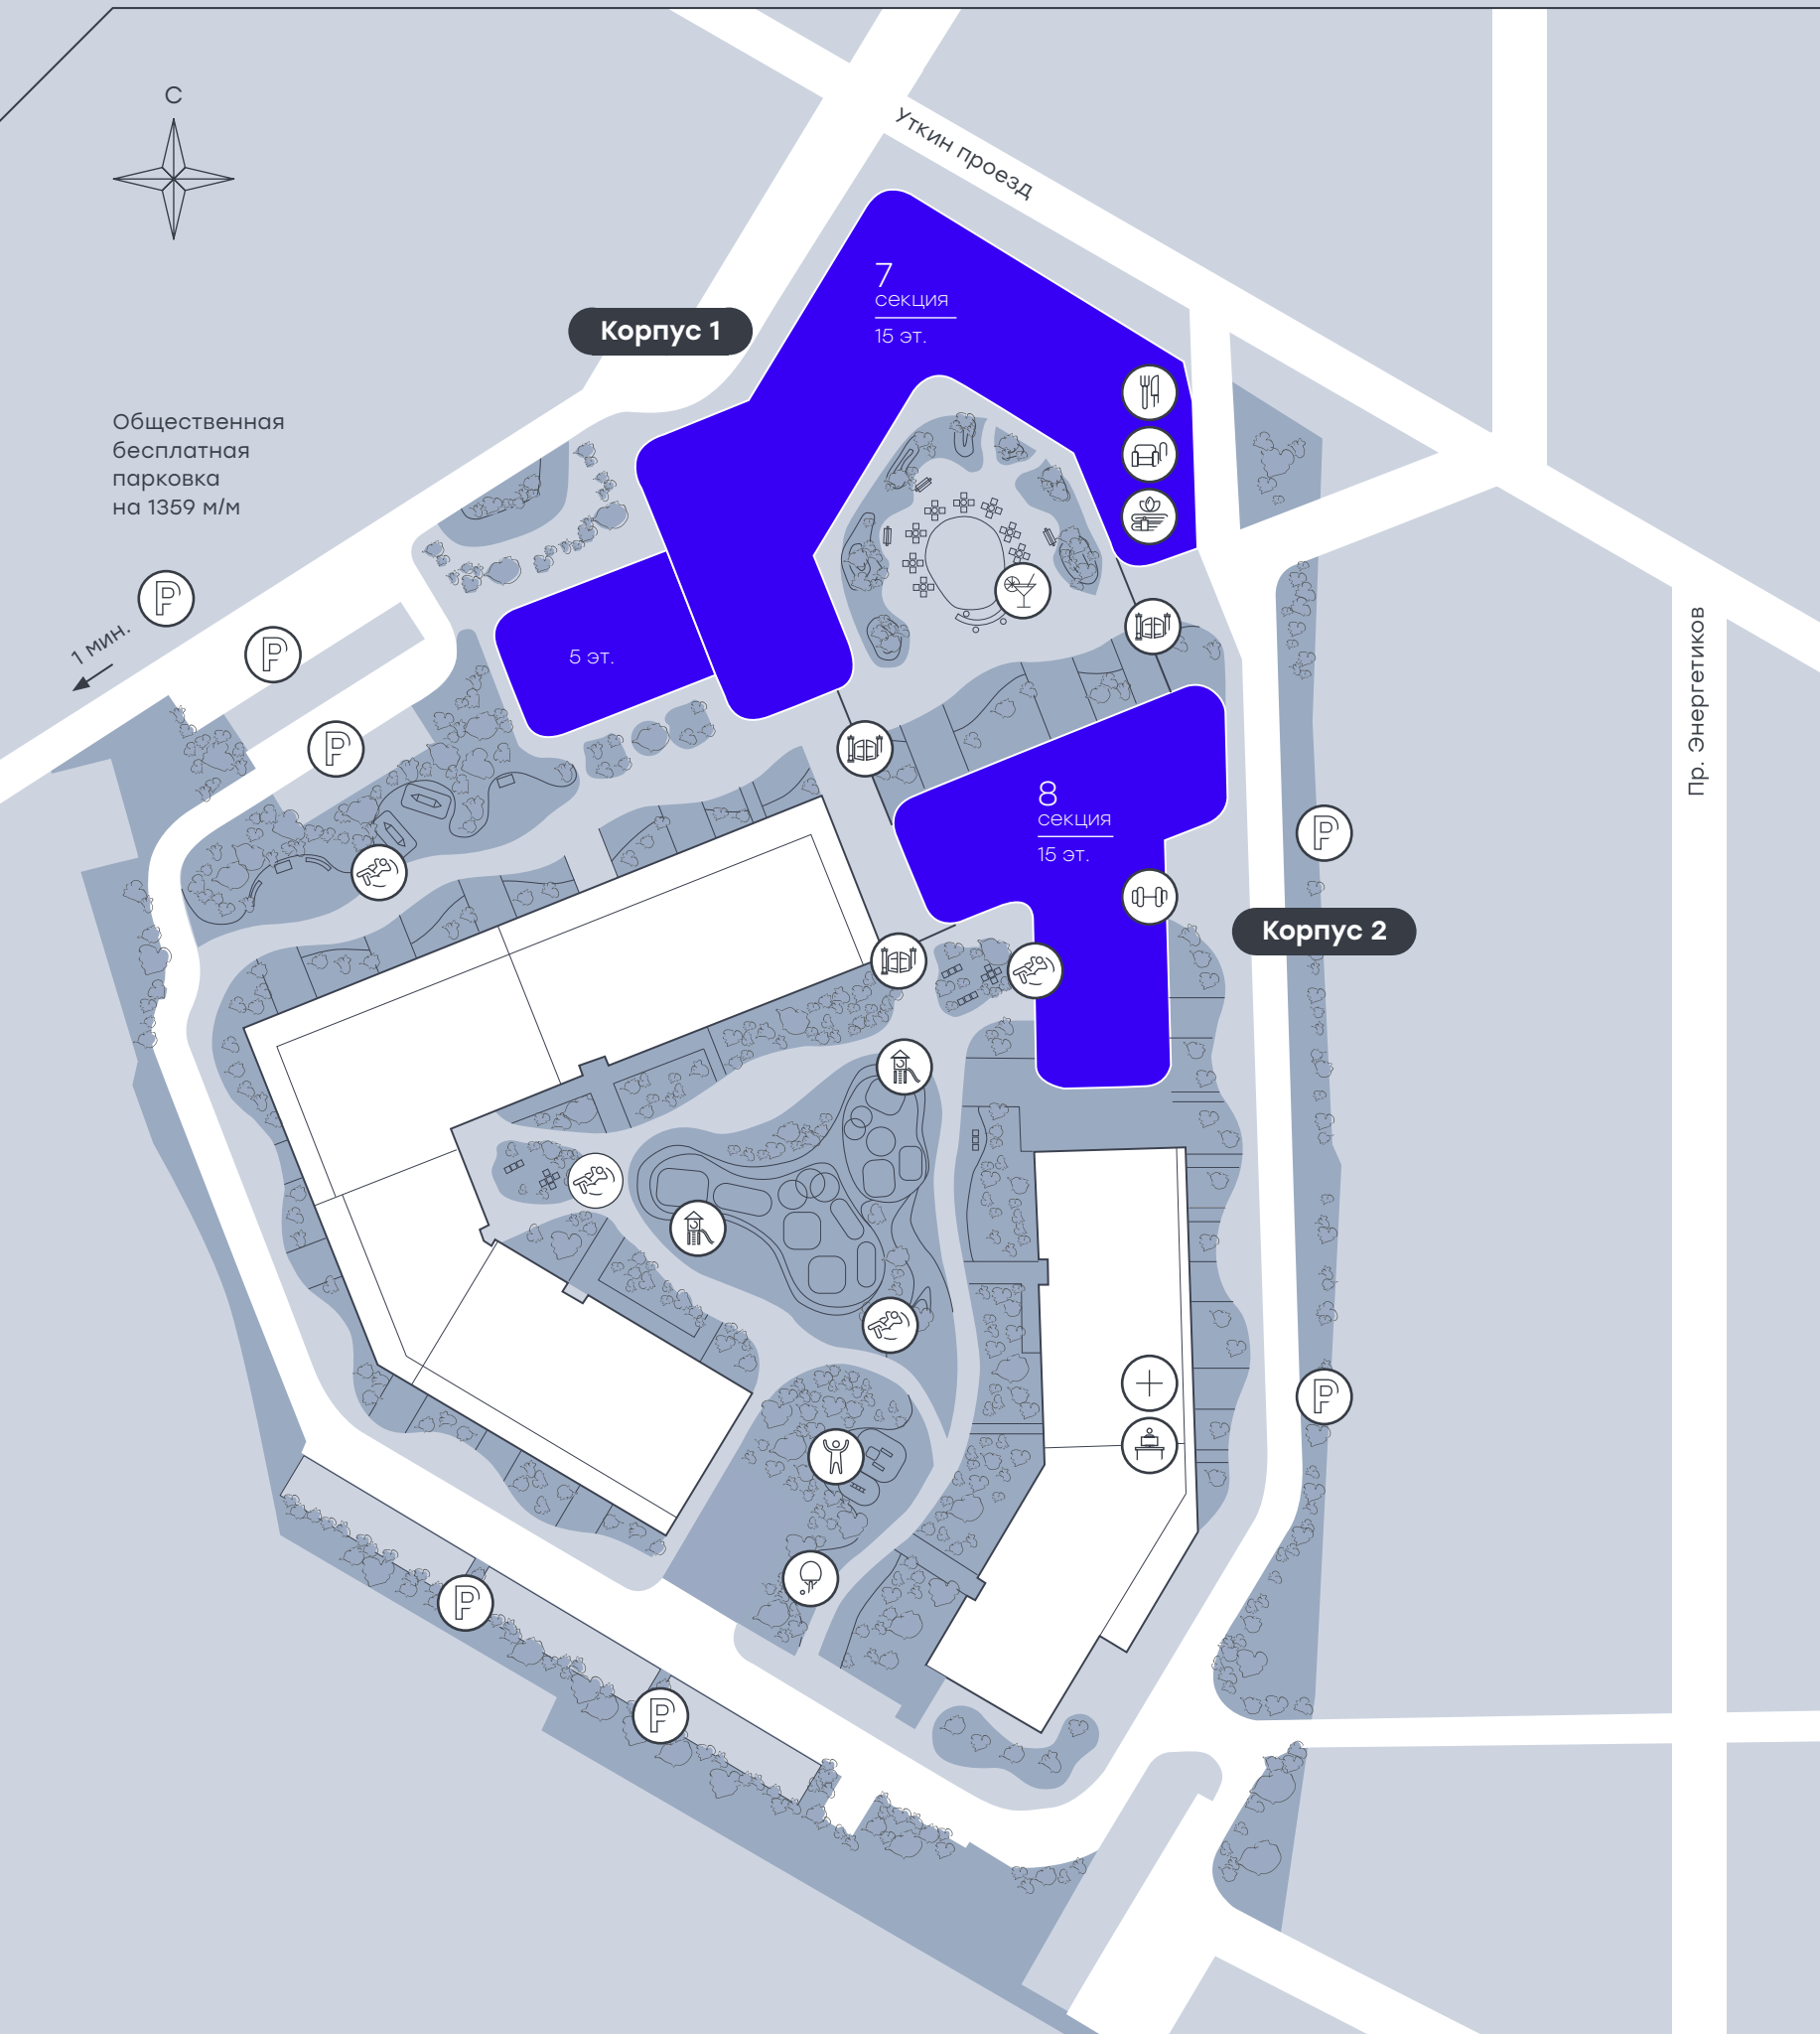 С
Уткин проезд
7
секция
15 эт.
Корпус 1
Общественная
бесплатная
парковка
на 1359 м/м
P
1 мин.
P
5 эт.
P
Пр. Энергетиков
8
секция
15 эт.
P
Корпус 2
P
P
P